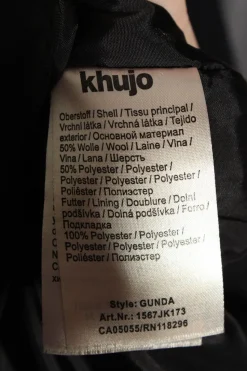 khujo
Oberstoff / Shell / Tissu principal /
Vrchní látka / Vrchná látka / Tejido
exterior / Основной материал
50% Wolle / Wool / Laine / Vlna /
Vlna / Lana / Шерсть
50% Polyester / Polyester /
Polyester / Polyester / Polyester /
Poliéster / Полиэстер
Futter / Lining / Doublure / Dolní
podšívka / Dolná podšívka / Forro /
Подкладка
100% Polyester / Polyester /
Polyester / Polyester / Polyester /
Poliéster / Полиэстер
Style: GUNDA
Art.Nr.: 1567JK173
CA05055/RN118296